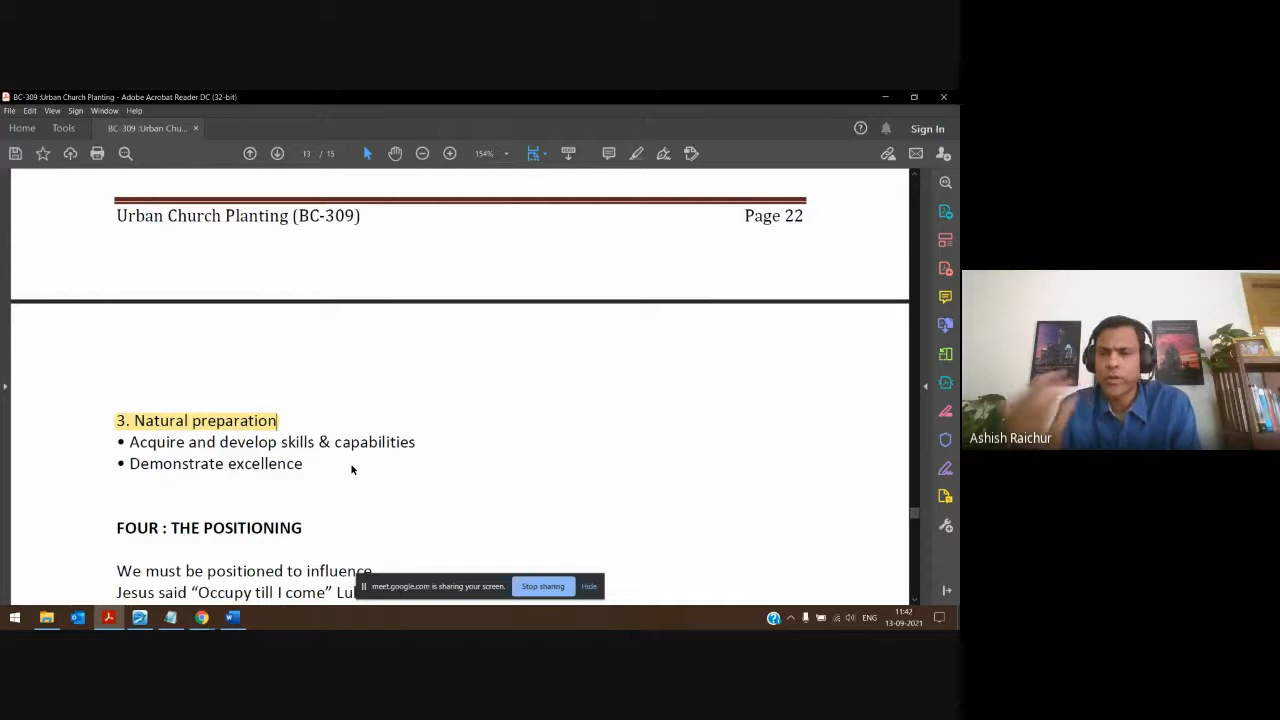 BC-309 :Urban Church Planting - Adobe Acrobat Reader DC (32-bit)
File Edit View Sign Window Help
Home Tools BC-309 :Urban Chu... × Sign In
13 / 15 154%
Urban Church Planting (BC-309) Page 22
3. Natural preparation
• Acquire and develop skills & capabilities
• Demonstrate excellence
FOUR : THE POSITIONING
We must be positioned to influence
Jesus said “Occupy till I come” Lu
meet.google.com is sharing your screen. Stop sharing Hide
Ashish Raichur
ENG
11:42
13-09-2021